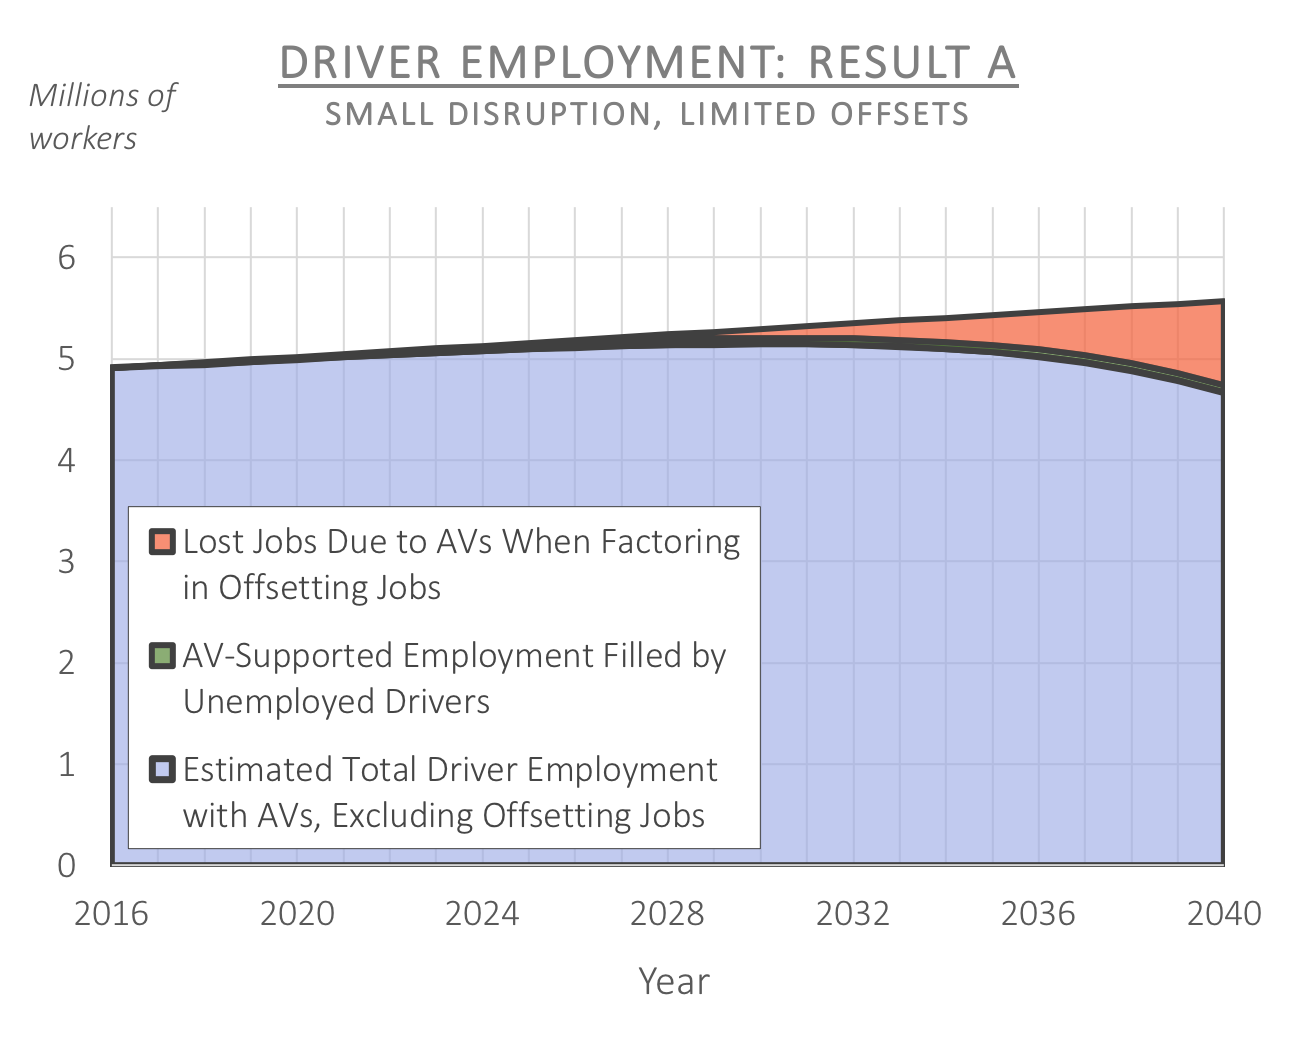 DRIVER EMPLOYMENT: RESULT A
SMALL DISRUPTION, LIMITED OFFSETS
Millions of
workers
6
5
4
3
2
1
0
Lost Jobs Due to AVs When Factoring
in Offsetting Jobs
AV-Supported Employment Filled by
Unemployed Drivers
Estimated Total Driver Employment
with AVs, Excluding Offsetting Jobs
2016 2020 2024 2028 2032 2036 2040
Year